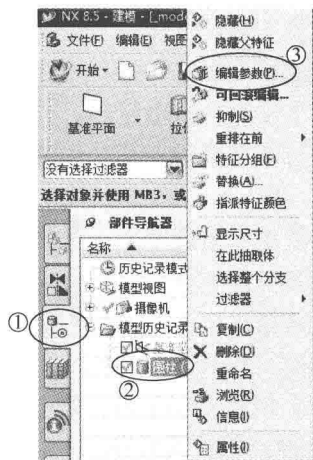 NX 8.5 - 建模 - [_mod
文件(F) 编辑(E) 视图
开始
基准平面 拉
没有选择过滤器
选择对象并使用 MB3，或
部件导航器
名称
历史记录模式
模型视图
摄像机
模型历史记录
①
②
隐藏(H)
隐藏父特征
③
编辑参数(P)...
可回滚编辑...
抑制(S)
重排在前
特征分组(F)
替换(A)...
指派特征颜色
显示尺寸
在此抽取体
选择整个分支
过滤器
复制(C)
删除(D)
重命名
浏览(R)
信息(I)
属性(I)